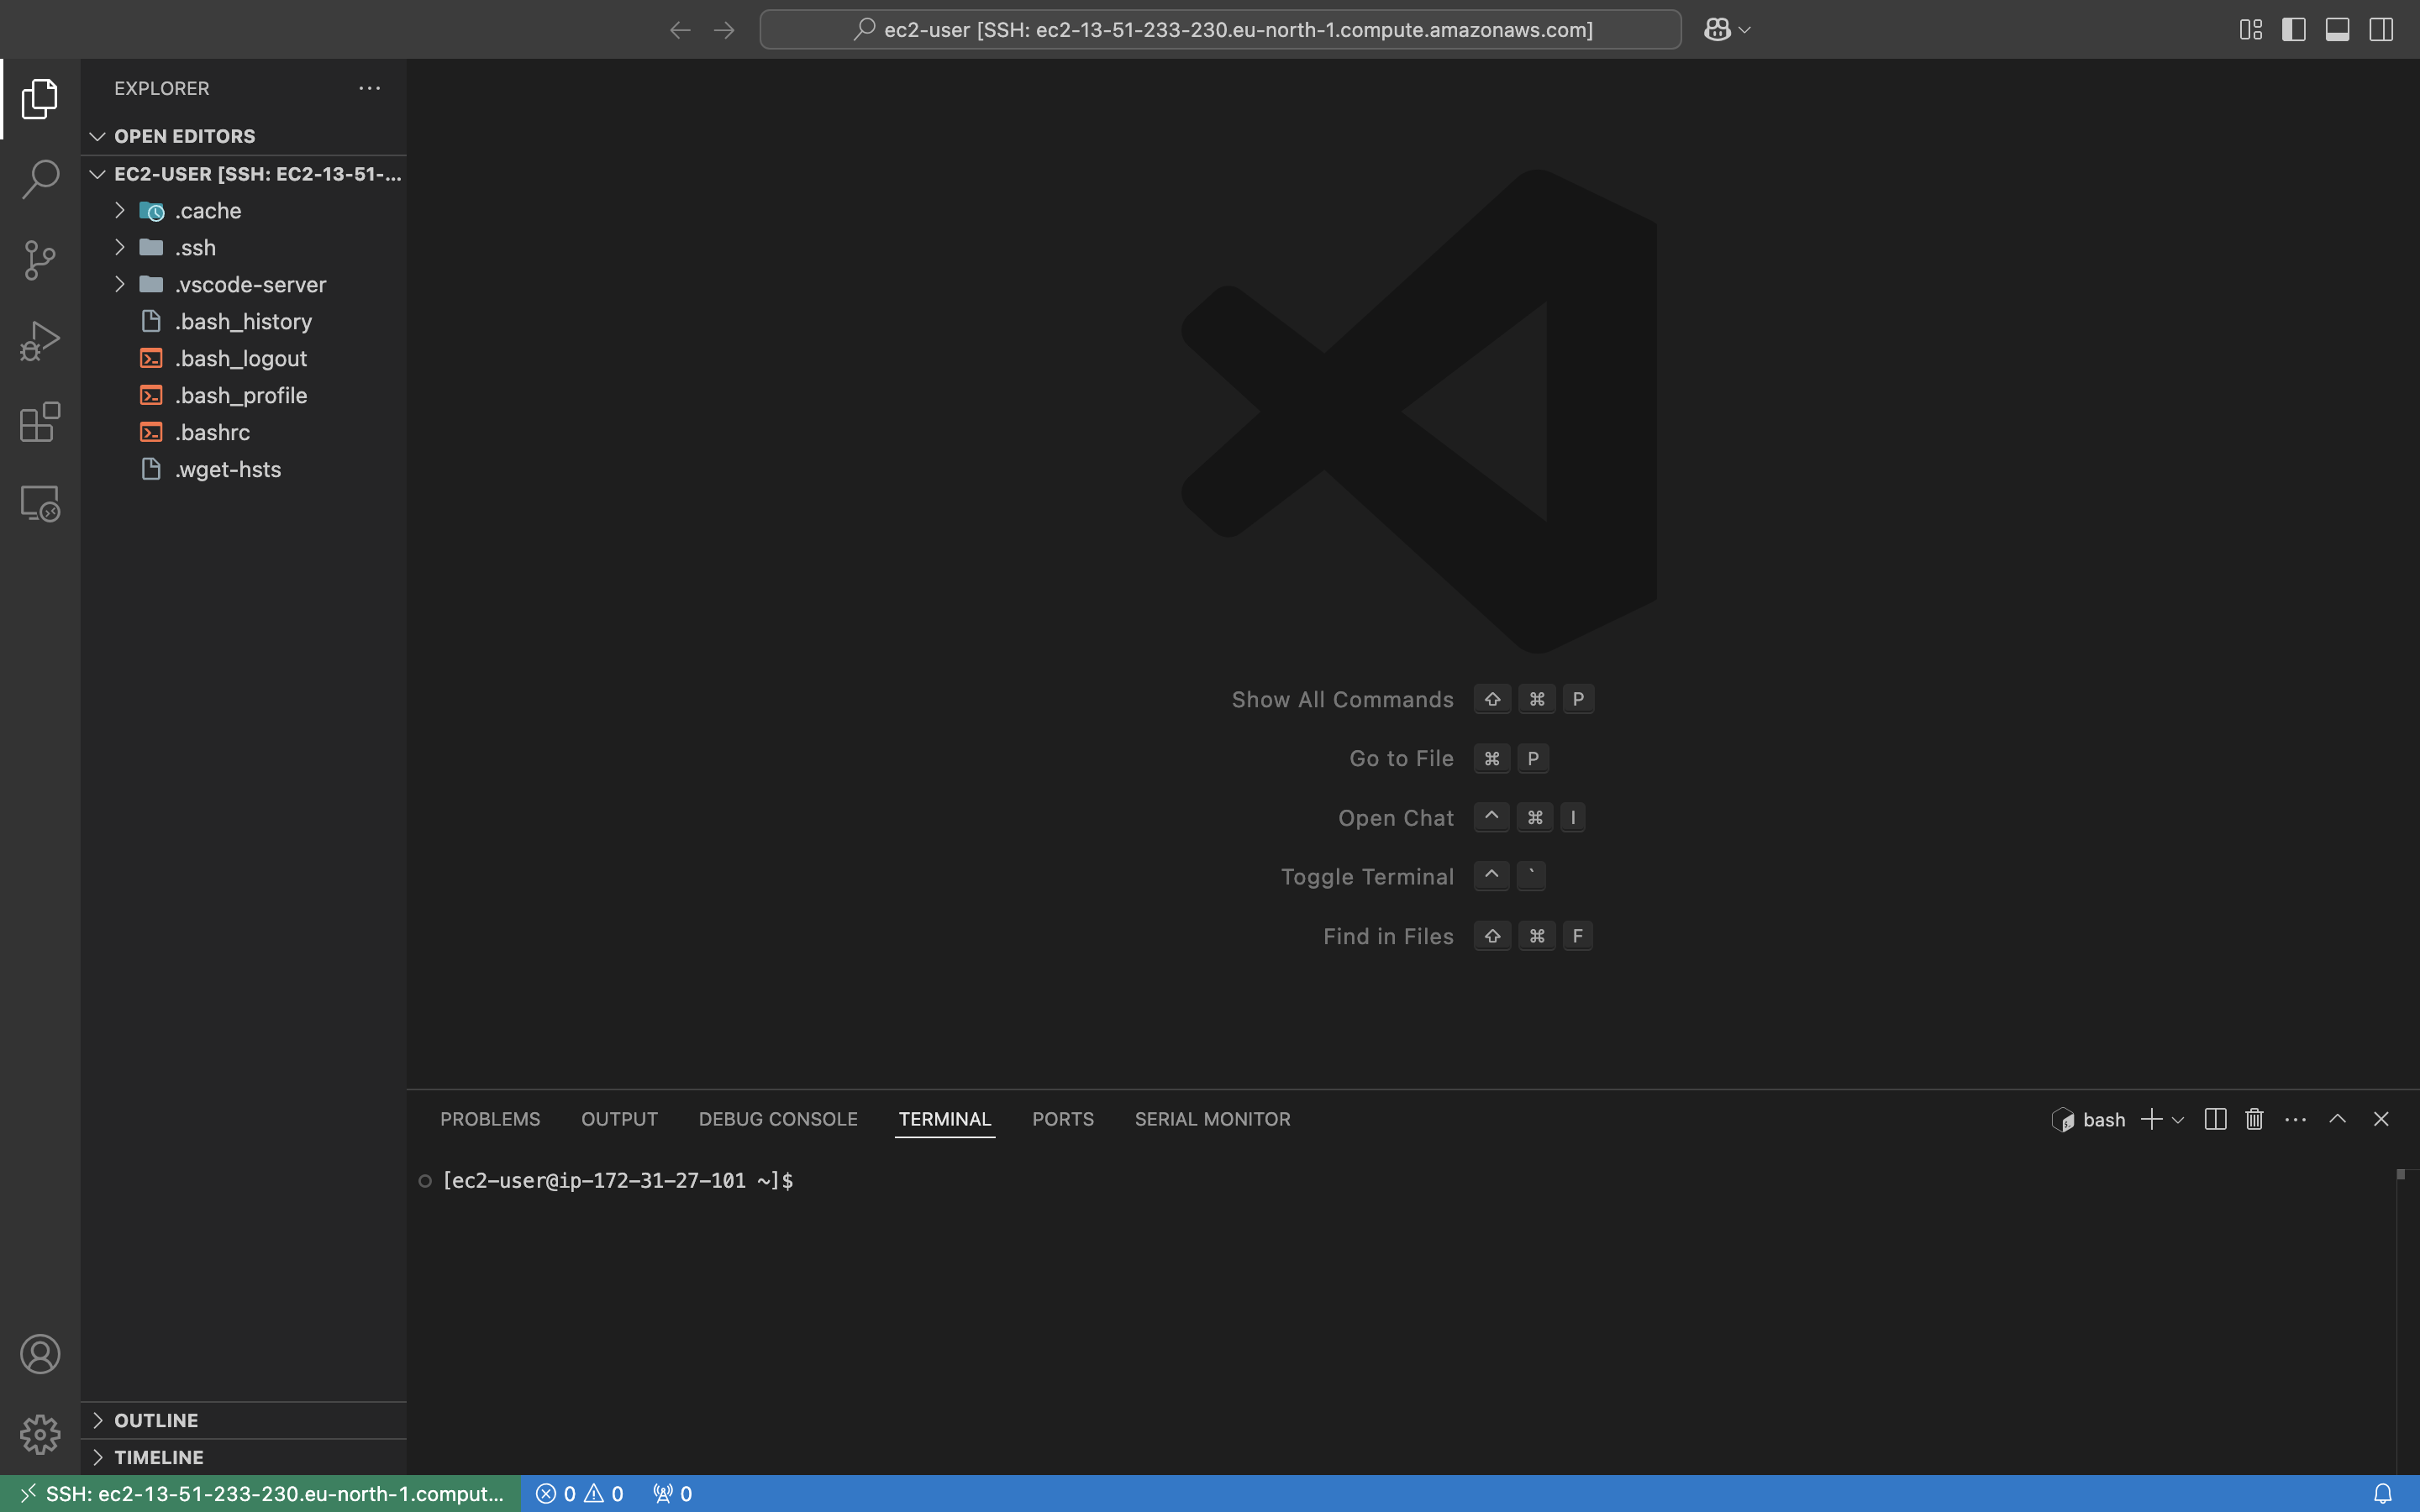 ec2-user [SSH: ec2-13-51-233-230.eu-north-1.compute.amazonaws.com]
EXPLORER
OPEN EDITORS
EC2-USER [SSH: EC2-13-51-...
.cache
.ssh
.vscode-server
.bash_history
.bash_logout
.bash_profile
.bashrc
.wget-hsts
OUTLINE
TIMELINE
Show All Commands ⇧ ⌘ P
Go to File ⌘ P
Open Chat ^ ⌘ I
Toggle Terminal ^ `
Find in Files ⇧ ⌘ F
PROBLEMS OUTPUT DEBUG CONSOLE TERMINAL PORTS SERIAL MONITOR bash
[ec2-user@ip-172-31-27-101 ~]$
SSH: ec2-13-51-233-230.eu-north-1.comput... 0 0 0